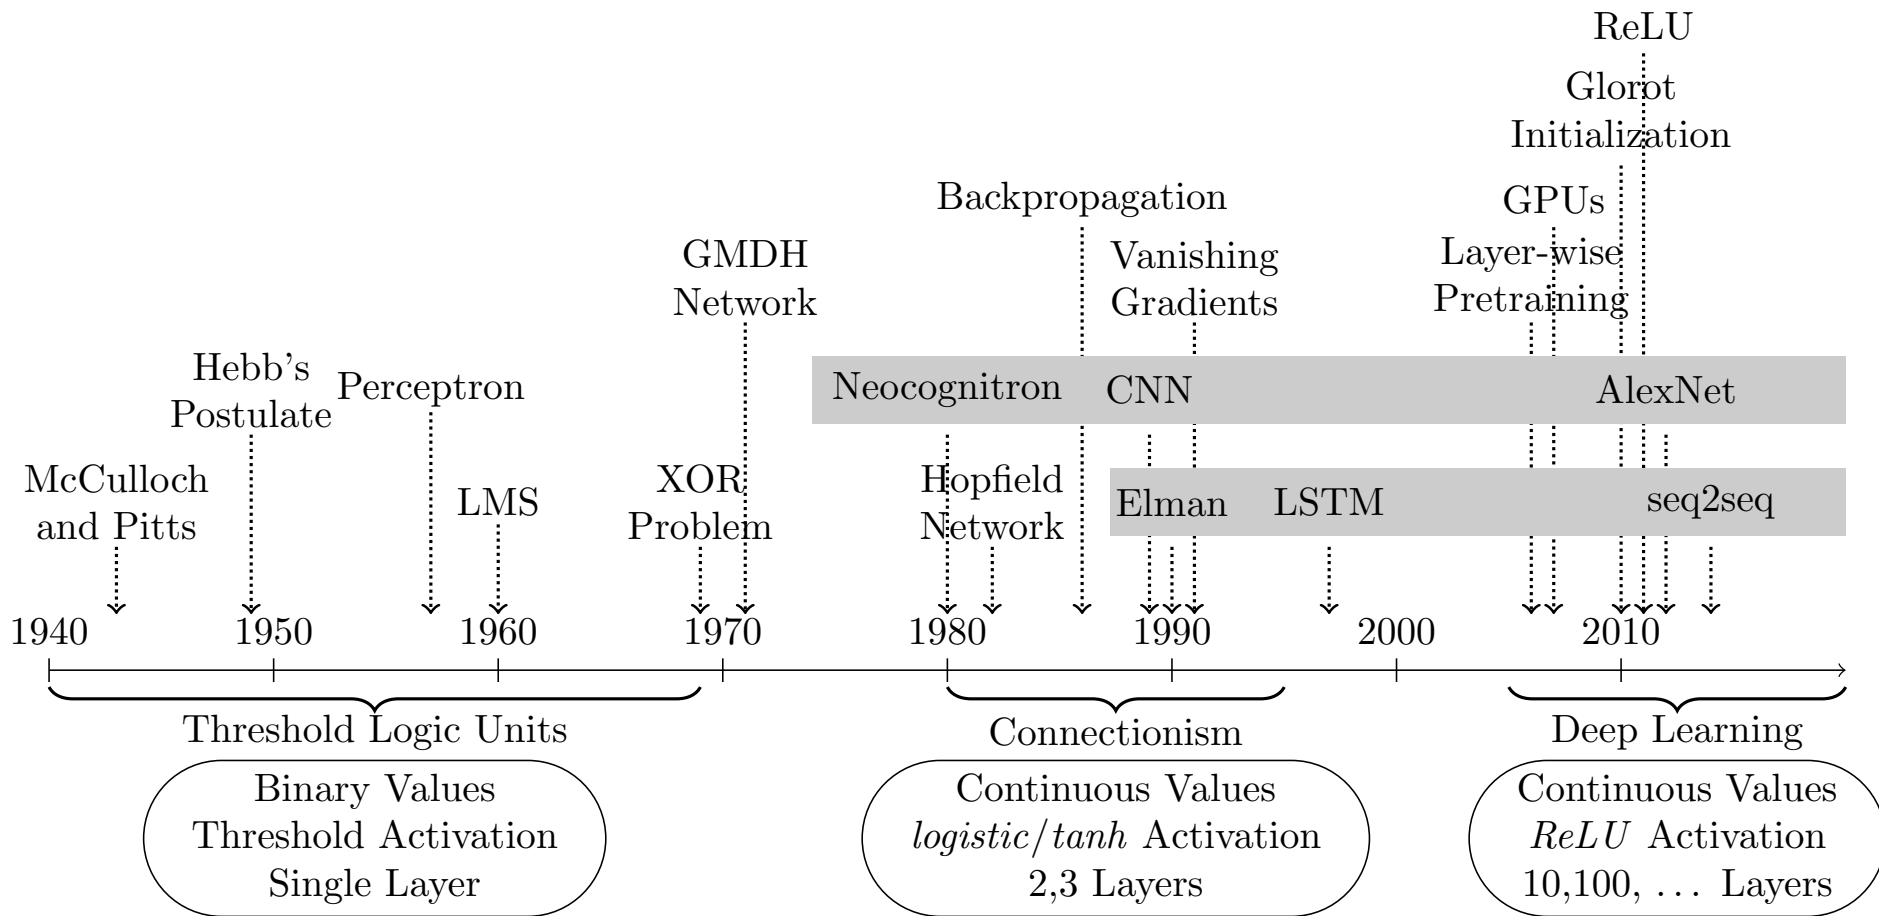 ReLU
Glorot
Initialization
Backpropagation
GPUs
GMDH
Network
Vanishing
Gradients
Layer-wise
Pretraining
Hebb's
Postulate
Perceptron
Neocognitron
CNN
AlexNet
McCulloch
and Pitts
LMS
XOR
Problem
Hopfield
Network
Elman
LSTM
seq2seq
1940
1950
1960
1970
1980
1990
2000
2010
Threshold Logic Units
Connectionism
Deep Learning
Binary Values
Threshold Activation
Single Layer
Continuous Values
logistic/tanh Activation
2,3 Layers
Continuous Values
ReLU Activation
10,100, … Layers